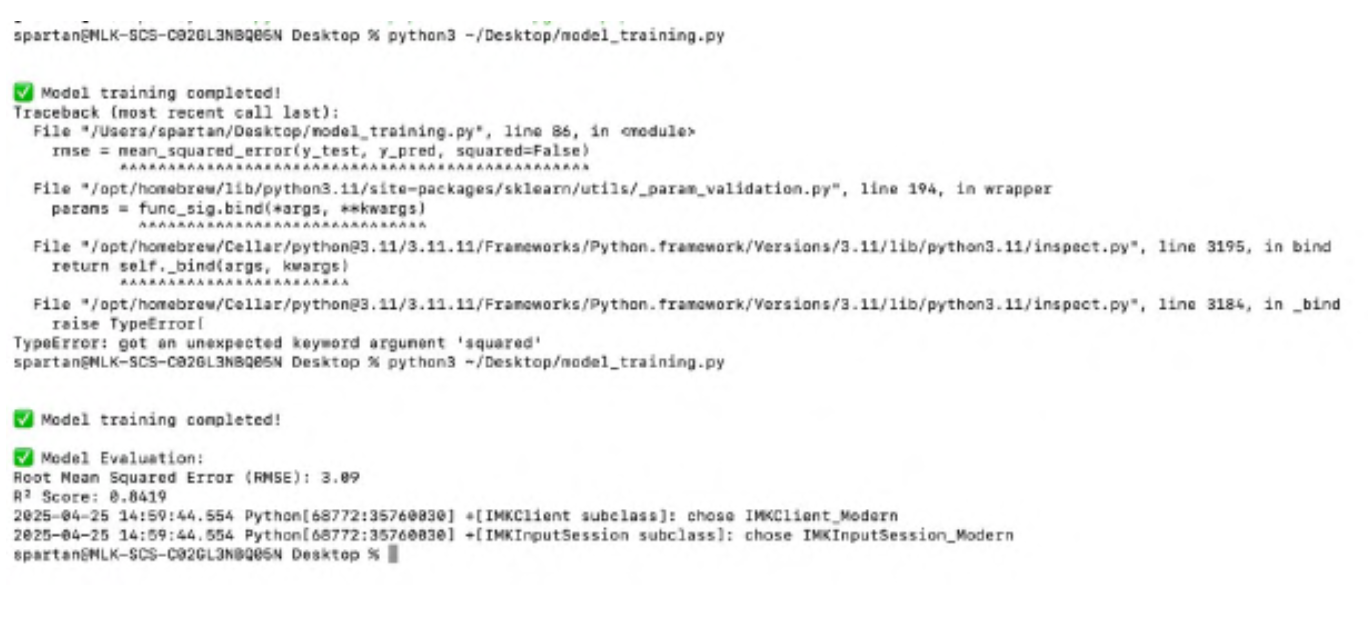 spartan@MLK-SCS-C02GL3NBQ05N Desktop % python3 ~/Desktop/model_training.py
✅ Model training completed!
Traceback (most recent call last):
File "/Users/spartan/Desktop/model_training.py", line 86, in <module>
rmse = mean_squared_error(y_test, y_pred, squared=False)
^^^^^^^^^^^^^^^^^^^^^^^^^^^^^^^^^^^^^^^^^^^^^^^^^
File "/opt/homebrew/lib/python3.11/site-packages/sklearn/utils/_param_validation.py", line 194, in wrapper
params = func_sig.bind(*args, **kwargs)
^^^^^^^^^^^^^^^^^^^^^^^^^^^^^^
File "/opt/homebrew/Cellar/python@3.11/3.11.11/Frameworks/Python.framework/Versions/3.11/lib/python3.11/inspect.py", line 3195, in bind
return self._bind(args, kwargs)
^^^^^^^^^^^^^^^^^^^^^^^^
File "/opt/homebrew/Cellar/python@3.11/3.11.11/Frameworks/Python.framework/Versions/3.11/lib/python3.11/inspect.py", line 3184, in _bind
raise TypeError(
TypeError: got an unexpected keyword argument 'squared'
spartan@MLK-SCS-C02GL3NBQ05N Desktop % python3 ~/Desktop/model_training.py
✅ Model training completed!
✅ Model Evaluation:
Root Mean Squared Error (RMSE): 3.09
R² Score: 0.8419
2025-04-25 14:59:44.554 Python[68772:35760030] +[IMKClient subclass]: chose IMKClient_Modern
2025-04-25 14:59:44.554 Python[68772:35760030] +[IMKInputSession subclass]: chose IMKInputSession_Modern
spartan@MLK-SCS-C02GL3NBQ05N Desktop %